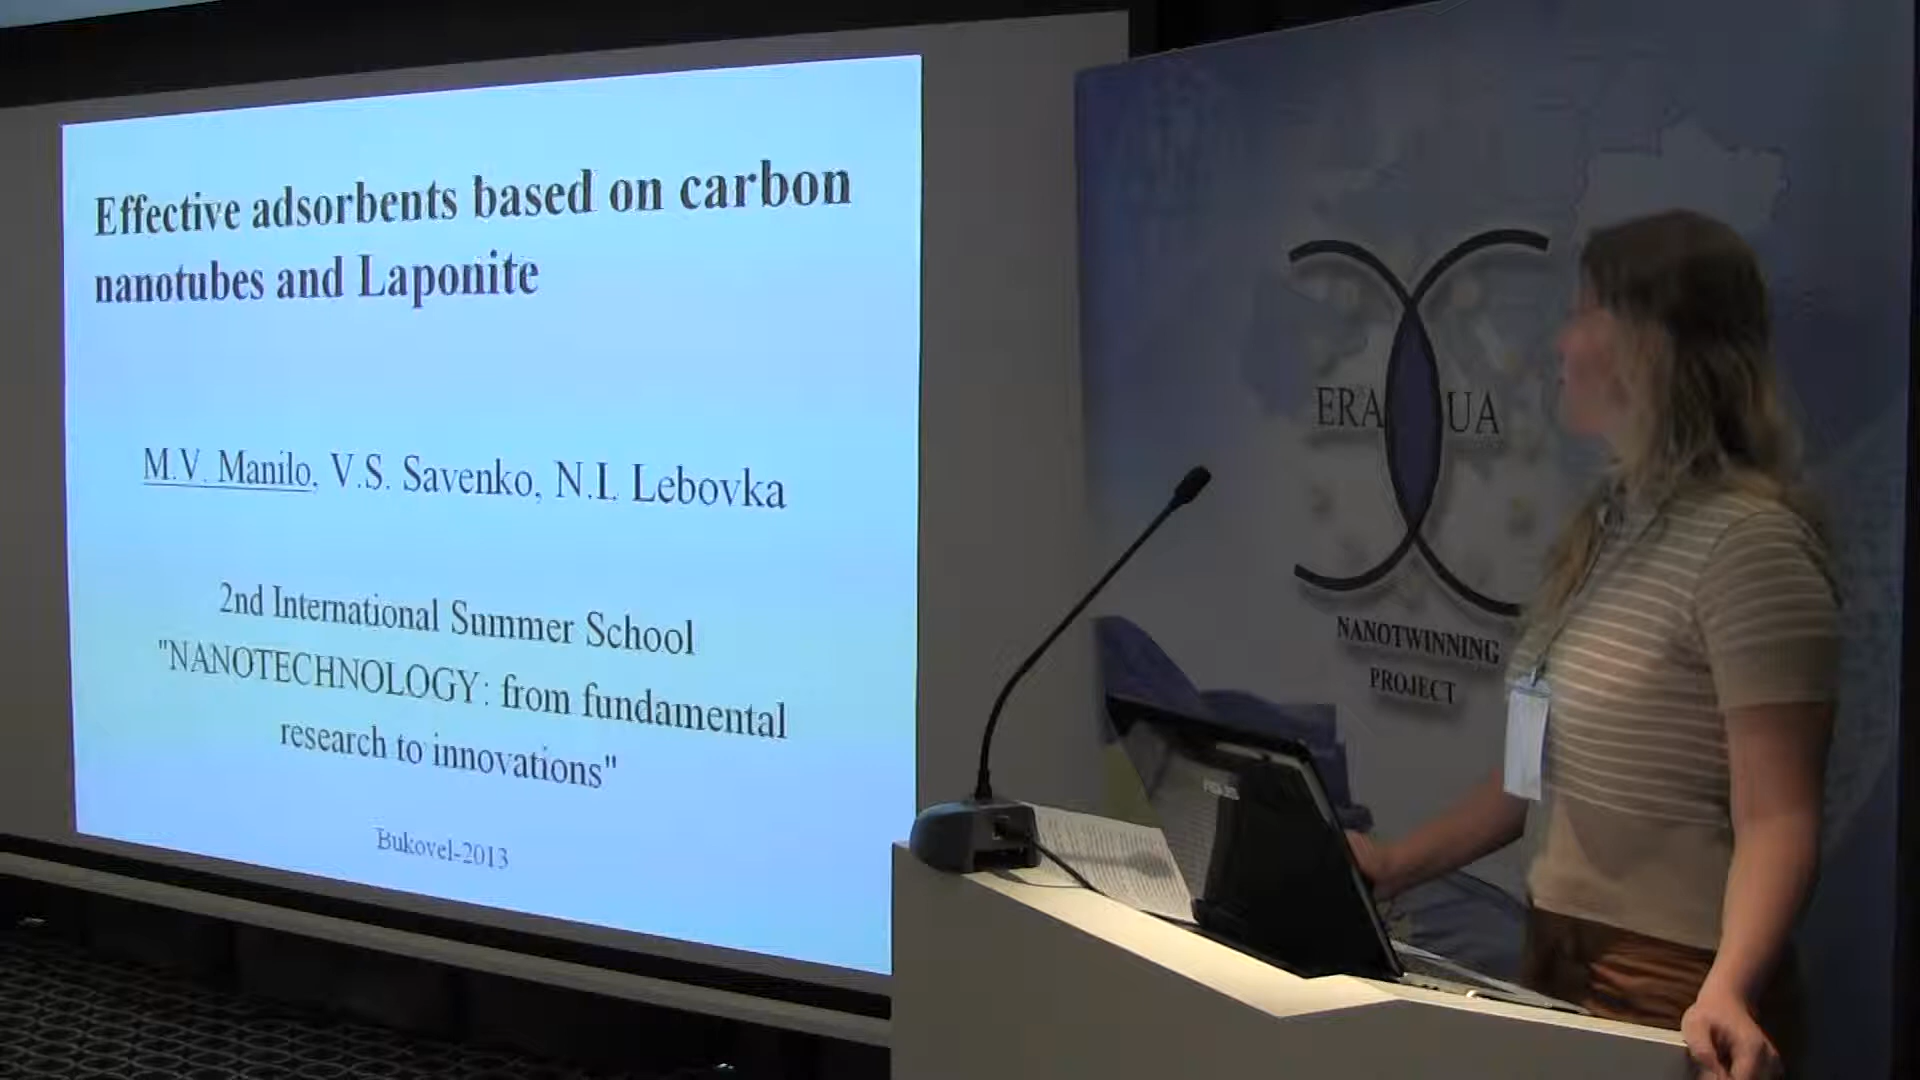 Effective adsorbents based on carbon
nanotubes and Laponite
M.V. Manilo, V.S. Savenko, N.I. Lebovka
2nd International Summer School
"NANOTECHNOLOGY: from fundamental
research to innovations"
Bukovel-2013
ERA UA
NANOTWINNING
PROJECT
ASUS